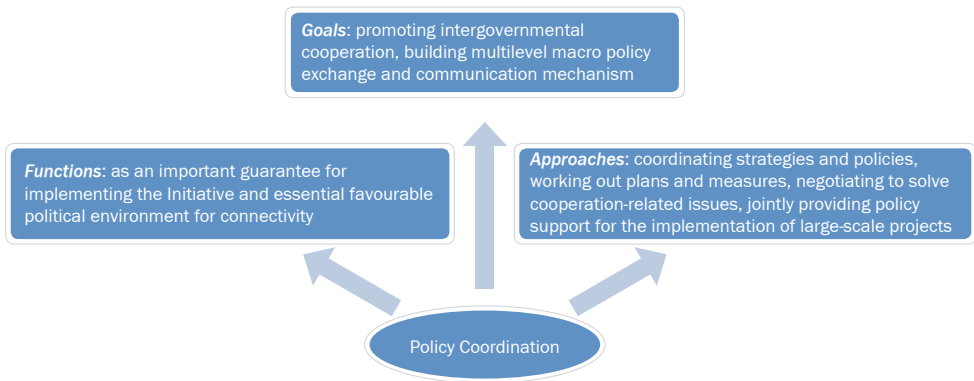 Goals: promoting intergovernmental
cooperation, building multilevel macro policy
exchange and communication mechanism
Functions: as an important guarantee for
implementing the Initiative and essential favourable
political environment for connectivity
Approaches: coordinating strategies and policies,
working out plans and measures, negotiating to solve
cooperation-related issues, jointly providing policy
support for the implementation of large-scale projects
Policy Coordination